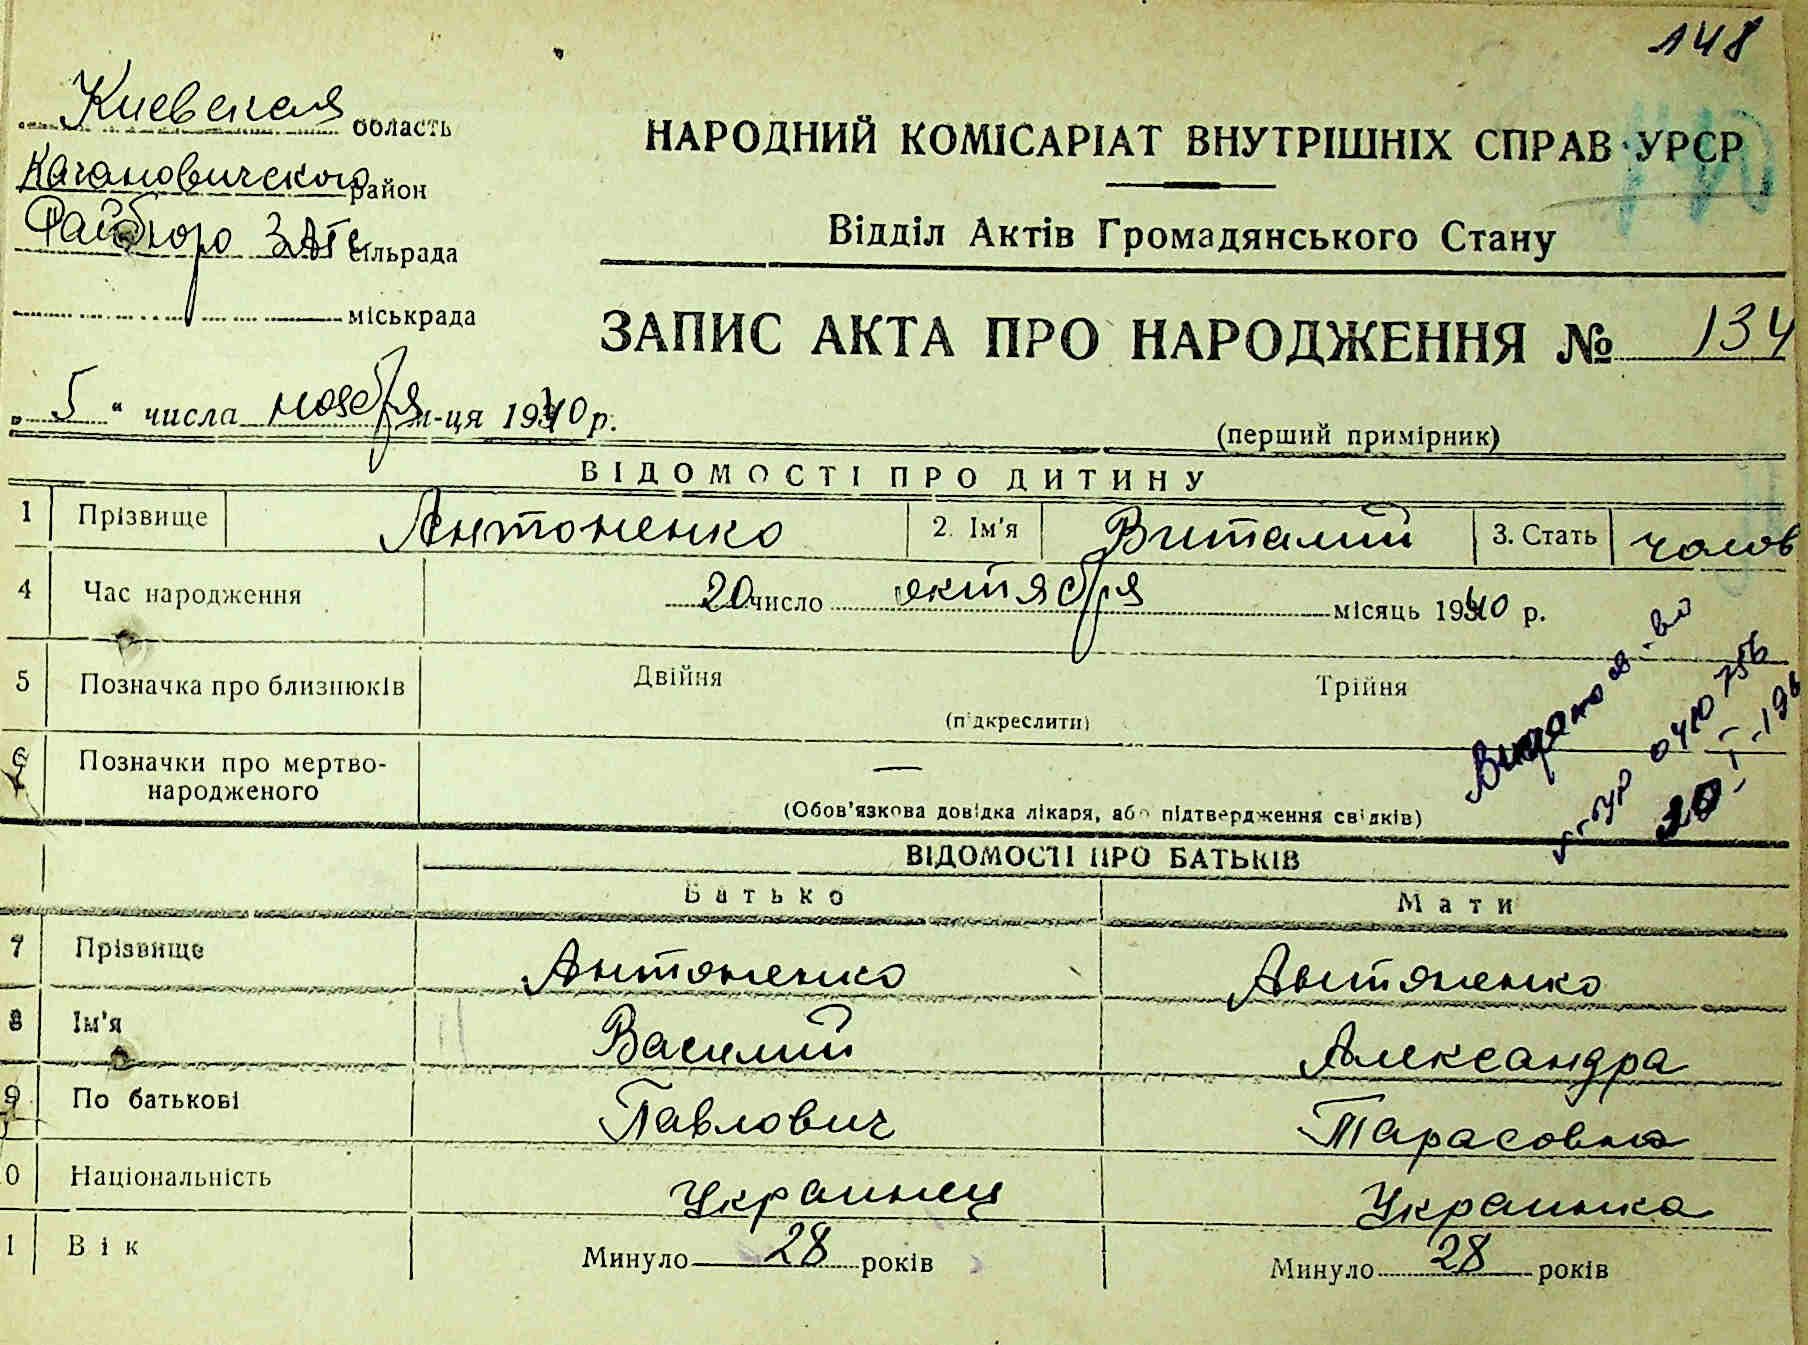 148
Киевская область
Кагановичского район
Райбюро ЗАГС сільрада
міськрада
НАРОДНИЙ КОМІСАРІАТ ВНУТРІШНІХ СПРАВ УРСР
Відділ Актів Громадянського Стану
ЗАПИС АКТА ПРО НАРОДЖЕННЯ № 134
„5“ числа ноября м-ця 1940 р.
(перший примірник)
ВІДОМОСТІ ПРО ДИТИНУ
1 Прізвище Антоненко 2. Ім'я Виталий 3. Стать
4 Час народження 20 число октября місяць 1940 р.
5 Позначка про близнюків Двійня Трійня
(підкреслити)
6 Позначки про мертво-
народженого —
(Обов'язкова довідка лікаря, або підтвердження свідків)
ВІДОМОСТІ ПРО БАТЬКІВ
Батько Мати
7 Прізвище Антоненко Антоненко
8 Ім'я Василий Александра
9 По батькові Павлович Тарасовна
0 Національність Украинец Украинка
1 Вік Минуло 28 років Минуло 28 років